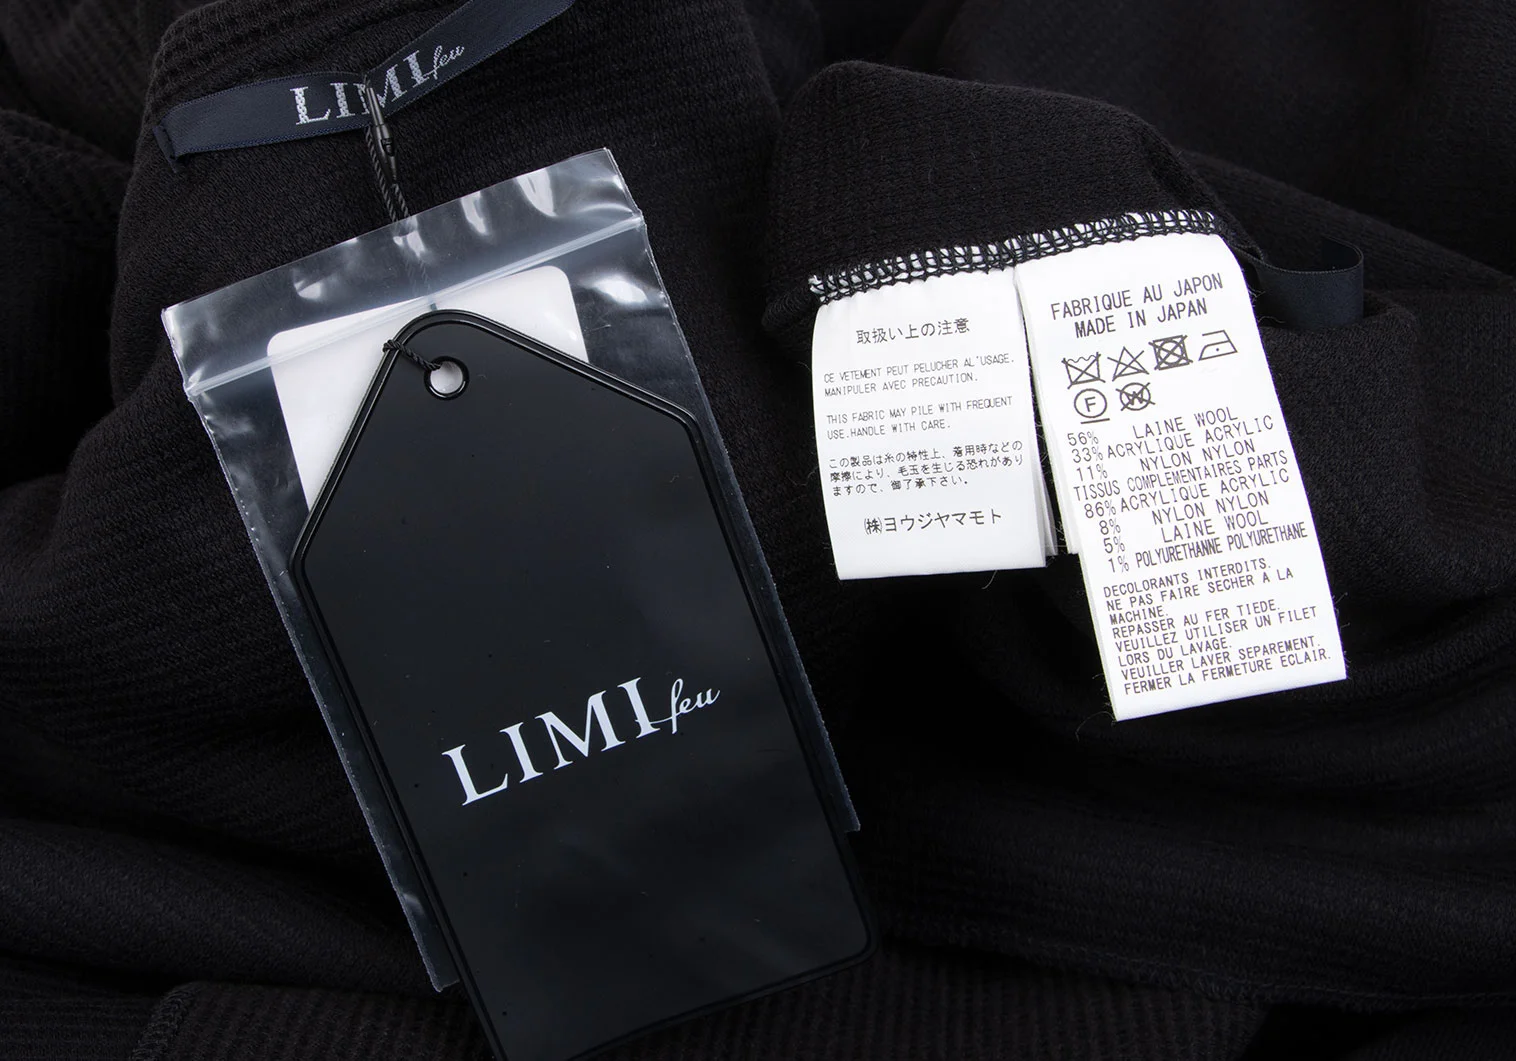 LIMI feu
LIMI feu
取扱い上の注意
CE VETEMENT PEUT PELUCHER AL'USAGE.
MANIPULER AVEC PRECAUTION.
THIS FABRIC MAY PILE WITH FREQUENT
USE.HANDLE WITH CARE.
この製品は糸の特性上、着用時などの
摩擦により、毛玉を生じる恐れがあり
ますので、御了承下さい。
㈱ヨウジヤマモト
FABRIQUE AU JAPON
MADE IN JAPAN
F
W
56% LAINE WOOL
33% ACRYLIQUE ACRYLIC
11% NYLON NYLON
TISSUS COMPLEMENTAIRES PARTS
86% ACRYLIQUE ACRYLIC
8% NYLON NYLON
5% LAINE WOOL
1% POLYURETHANNE POLYURETHANE
DECOLORANTS INTERDITS.
NE PAS FAIRE SECHER A LA
MACHINE.
REPASSER AU FER TIEDE.
VEUILLEZ UTILISER UN FILET
LORS DU LAVAGE.
VEUILLER LAVER SEPAREMENT.
FERMER LA FERMETURE ECLAIR.